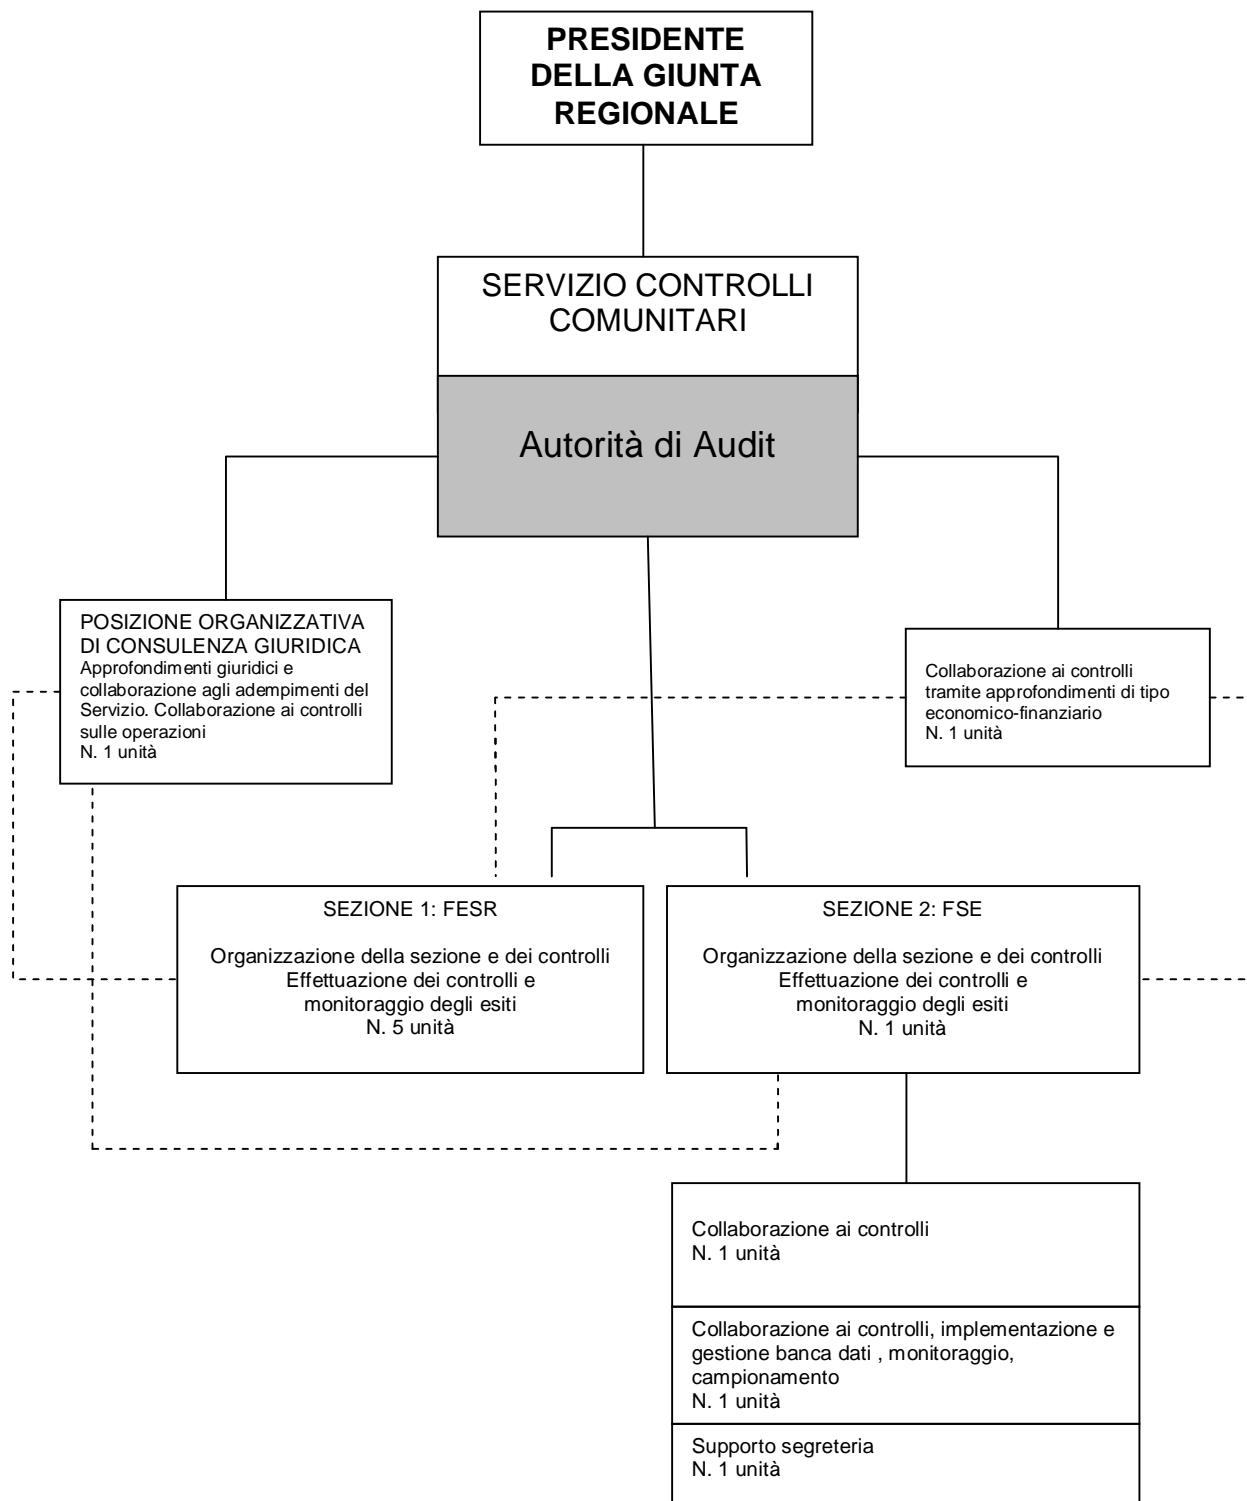 PRESIDENTE
DELLA GIUNTA
REGIONALE
SERVIZIO CONTROLLI
COMUNITARI
Autorità di Audit
POSIZIONE ORGANIZZATIVA
DI CONSULENZA GIURIDICA
Approfondimenti giuridici e
collaborazione agli adempimenti del
Servizio. Collaborazione ai controlli
sulle operazioni
N. 1 unità
Collaborazione ai controlli
tramite approfondimenti di tipo
economico-finanziario
N. 1 unità
SEZIONE 1: FESR
Organizzazione della sezione e dei controlli
Effettuazione dei controlli e
monitoraggio degli esiti
N. 5 unità
SEZIONE 2: FSE
Organizzazione della sezione e dei controlli
Effettuazione dei controlli e
monitoraggio degli esiti
N. 1 unità
Collaborazione ai controlli
N. 1 unità
Collaborazione ai controlli, implementazione e
gestione banca dati , monitoraggio,
campionamento
N. 1 unità
Supporto segreteria
N. 1 unità